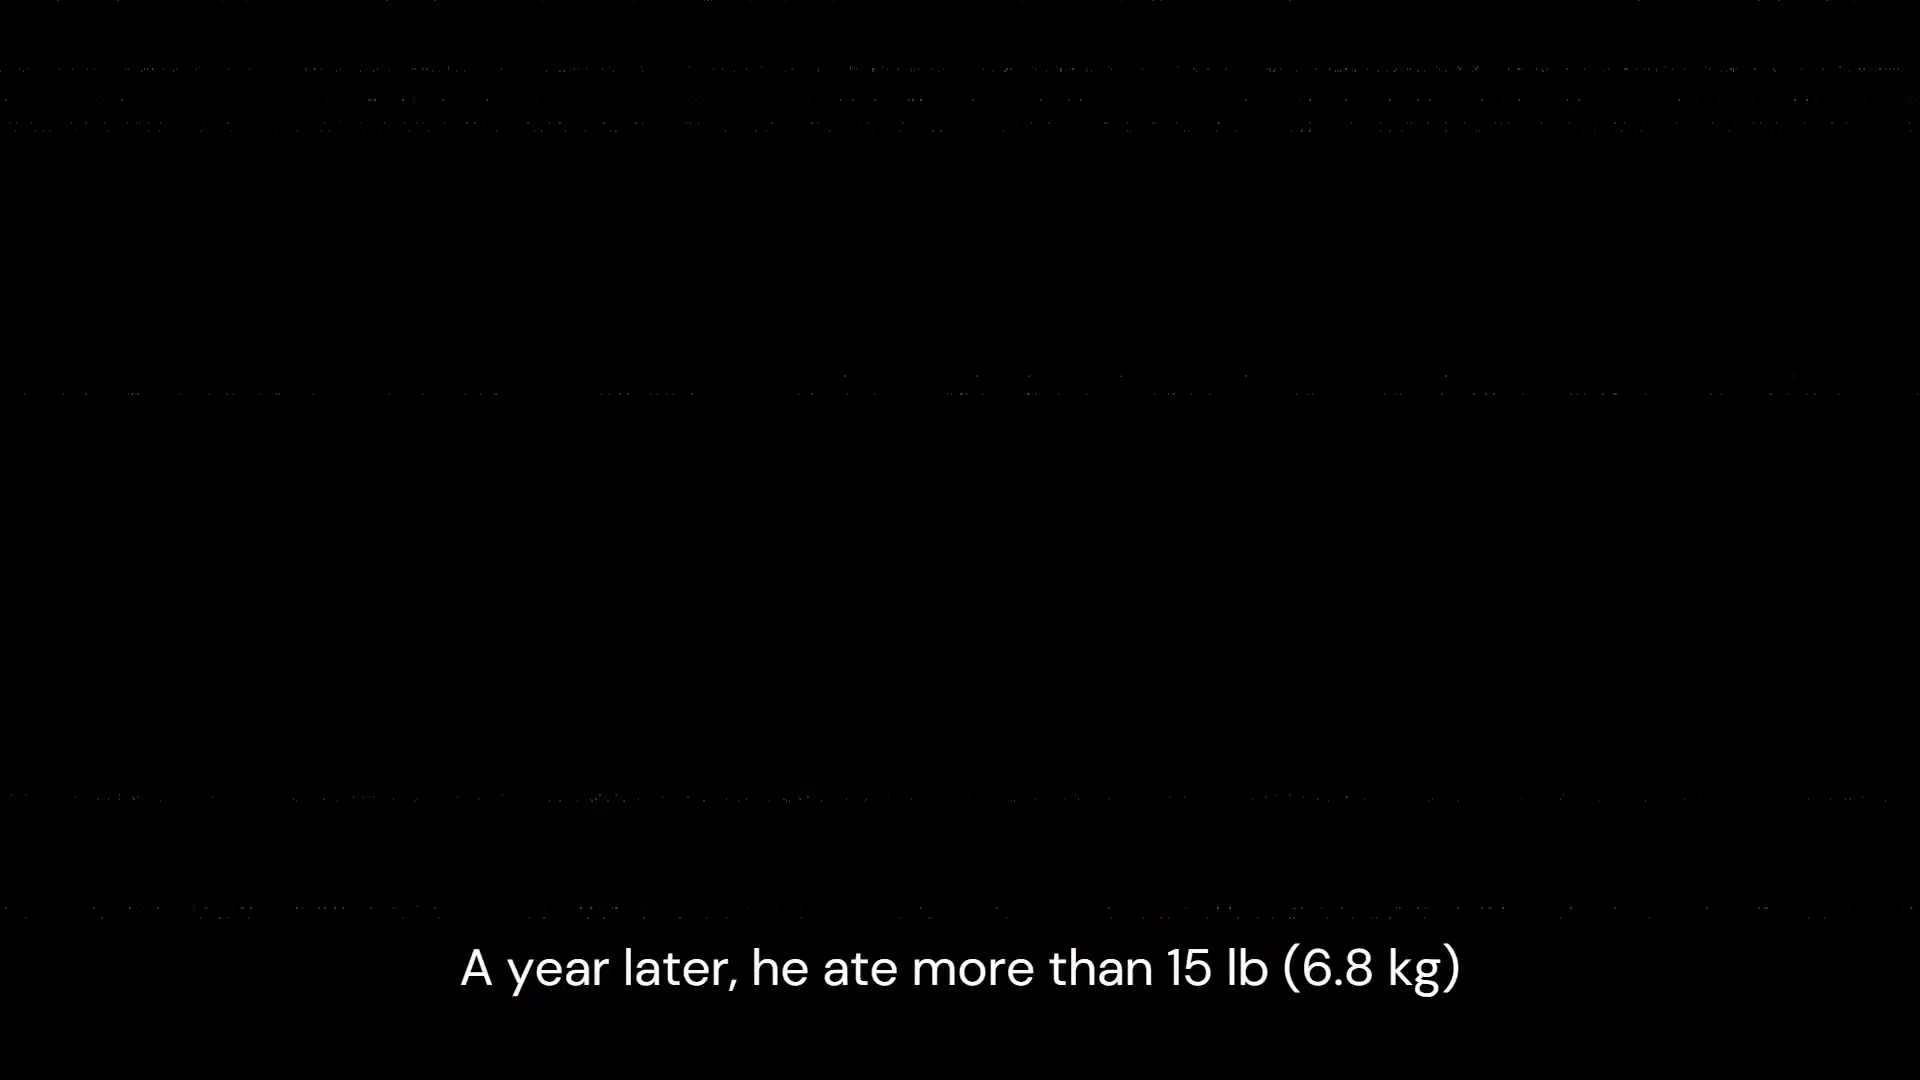 A year later, he ate more than 15 lb (6.8 kg)